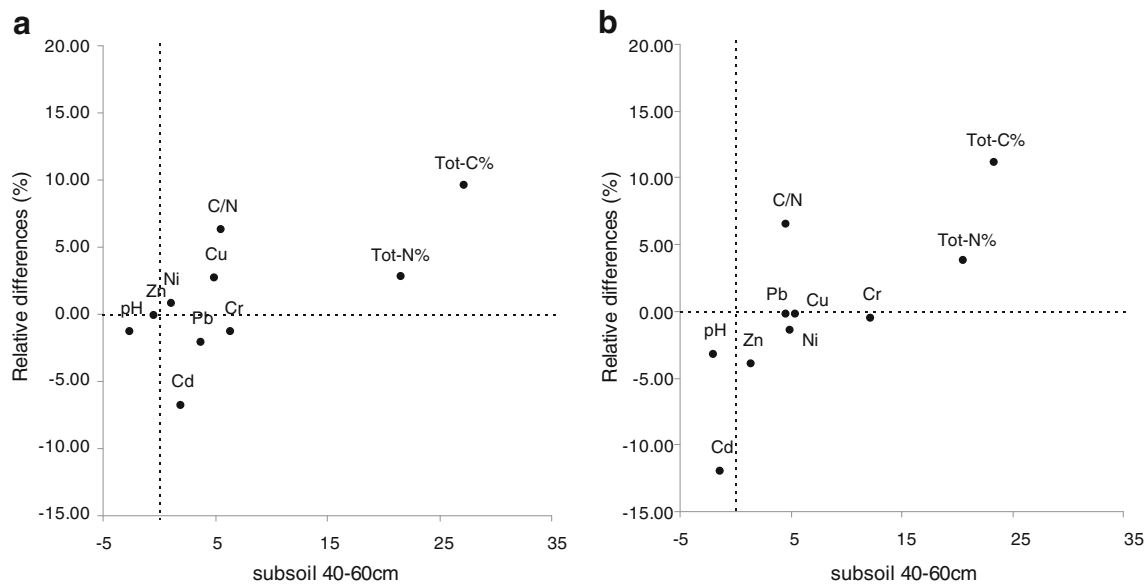 a
20.00
15.00
10.00
5.00
0.00
-5.00
-10.00
-15.00
Relative differences (%)
Tot-C%
C/N
Cu
Tot-N%
Ni
Zn
pH
Pb
Cr
Cd
-5
5
15
25
35
subsoil 40-60cm
b
20.00
15.00
10.00
5.00
0.00
-5.00
-10.00
-15.00
Relative differences (%)
Tot-C%
C/N
Tot-N%
Pb
Cu
Cr
pH
Zn
Ni
Cd
-5
5
15
25
35
subsoil 40-60cm